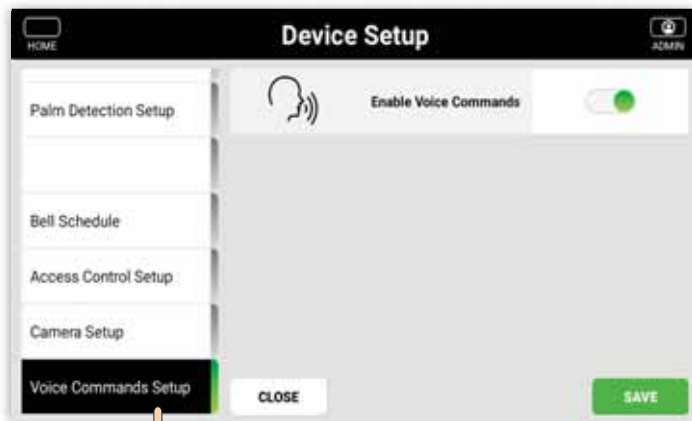 Device Setup
HOME
ADMIN
Palm Detection Setup
Enable Voice Commands
Bell Schedule
Access Control Setup
Camera Setup
Voice Commands Setup
CLOSE
SAVE